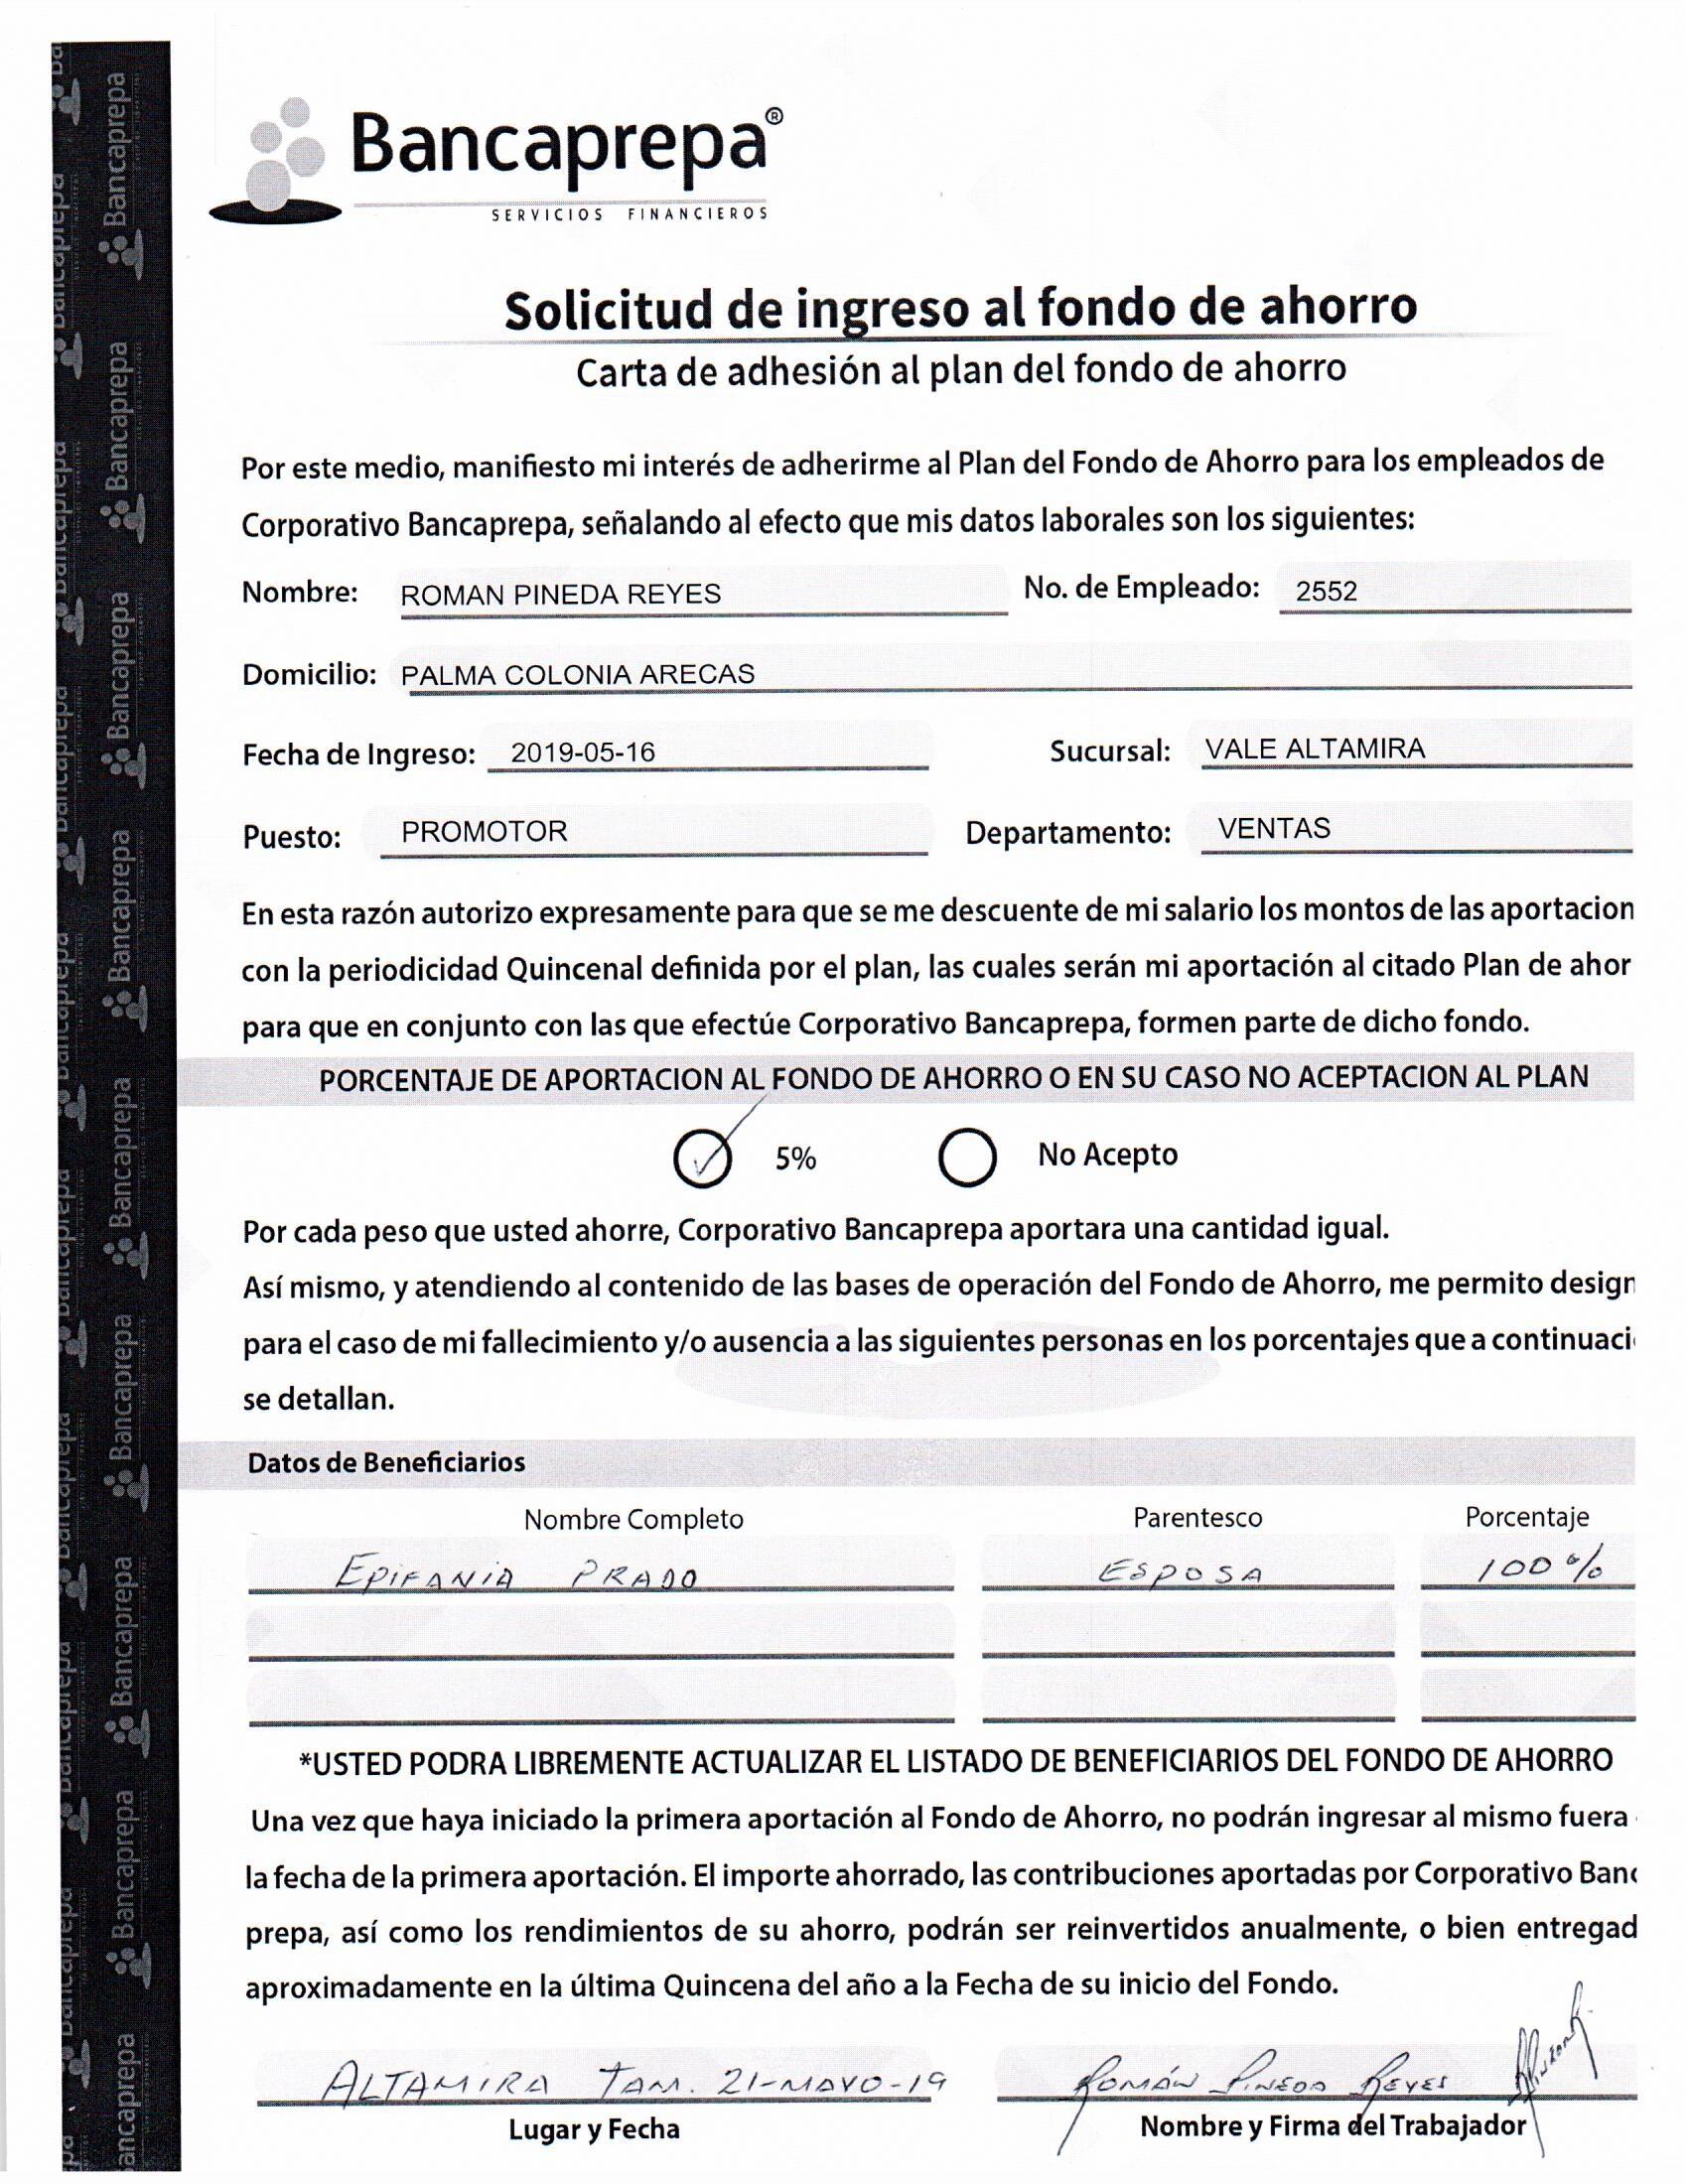 Bancaprepa®
SERVICIOS FINANCIEROS
Solicitud de ingreso al fondo de ahorro
Carta de adhesión al plan del fondo de ahorro
Por este medio, manifiesto mi interés de adherirme al Plan del Fondo de Ahorro para los empleados de
Corporativo Bancaprepa, señalando al efecto que mis datos laborales son los siguientes:
Nombre: ROMAN PINEDA REYES No. de Empleado: 2552
Domicilio: PALMA COLONIA ARECAS
Fecha de Ingreso: 2019-05-16 Sucursal: VALE ALTAMIRA
Puesto: PROMOTOR Departamento: VENTAS
En esta razón autorizo expresamente para que se me descuente de mi salario los montos de las aportacion
con la periodicidad Quincenal definida por el plan, las cuales serán mi aportación al citado Plan de ahor
para que en conjunto con las que efectúe Corporativo Bancaprepa, formen parte de dicho fondo.
PORCENTAJE DE APORTACION AL FONDO DE AHORRO O EN SU CASO NO ACEPTACION AL PLAN
5% No Acepto
Por cada peso que usted ahorre, Corporativo Bancaprepa aportara una cantidad igual.
Así mismo, y atendiendo al contenido de las bases de operación del Fondo de Ahorro, me permito design
para el caso de mi fallecimiento y/o ausencia a las siguientes personas en los porcentajes que a continuaci
se detallan.
Datos de Beneficiarios
Nombre Completo Parentesco Porcentaje
EPIFANIA PRADO ESPOSA 100%
*USTED PODRA LIBREMENTE ACTUALIZAR EL LISTADO DE BENEFICIARIOS DEL FONDO DE AHORRO
Una vez que haya iniciado la primera aportación al Fondo de Ahorro, no podrán ingresar al mismo fuera
la fecha de la primera aportación. El importe ahorrado, las contribuciones aportadas por Corporativo Banc
prepa, así como los rendimientos de su ahorro, podrán ser reinvertidos anualmente, o bien entregad
aproximadamente en la última Quincena del año a la Fecha de su inicio del Fondo.
ALTAMIRA TAM. 21-MAYO-19 ROMÁN PINEDA REYES
Lugar y Fecha Nombre y Firma del Trabajador